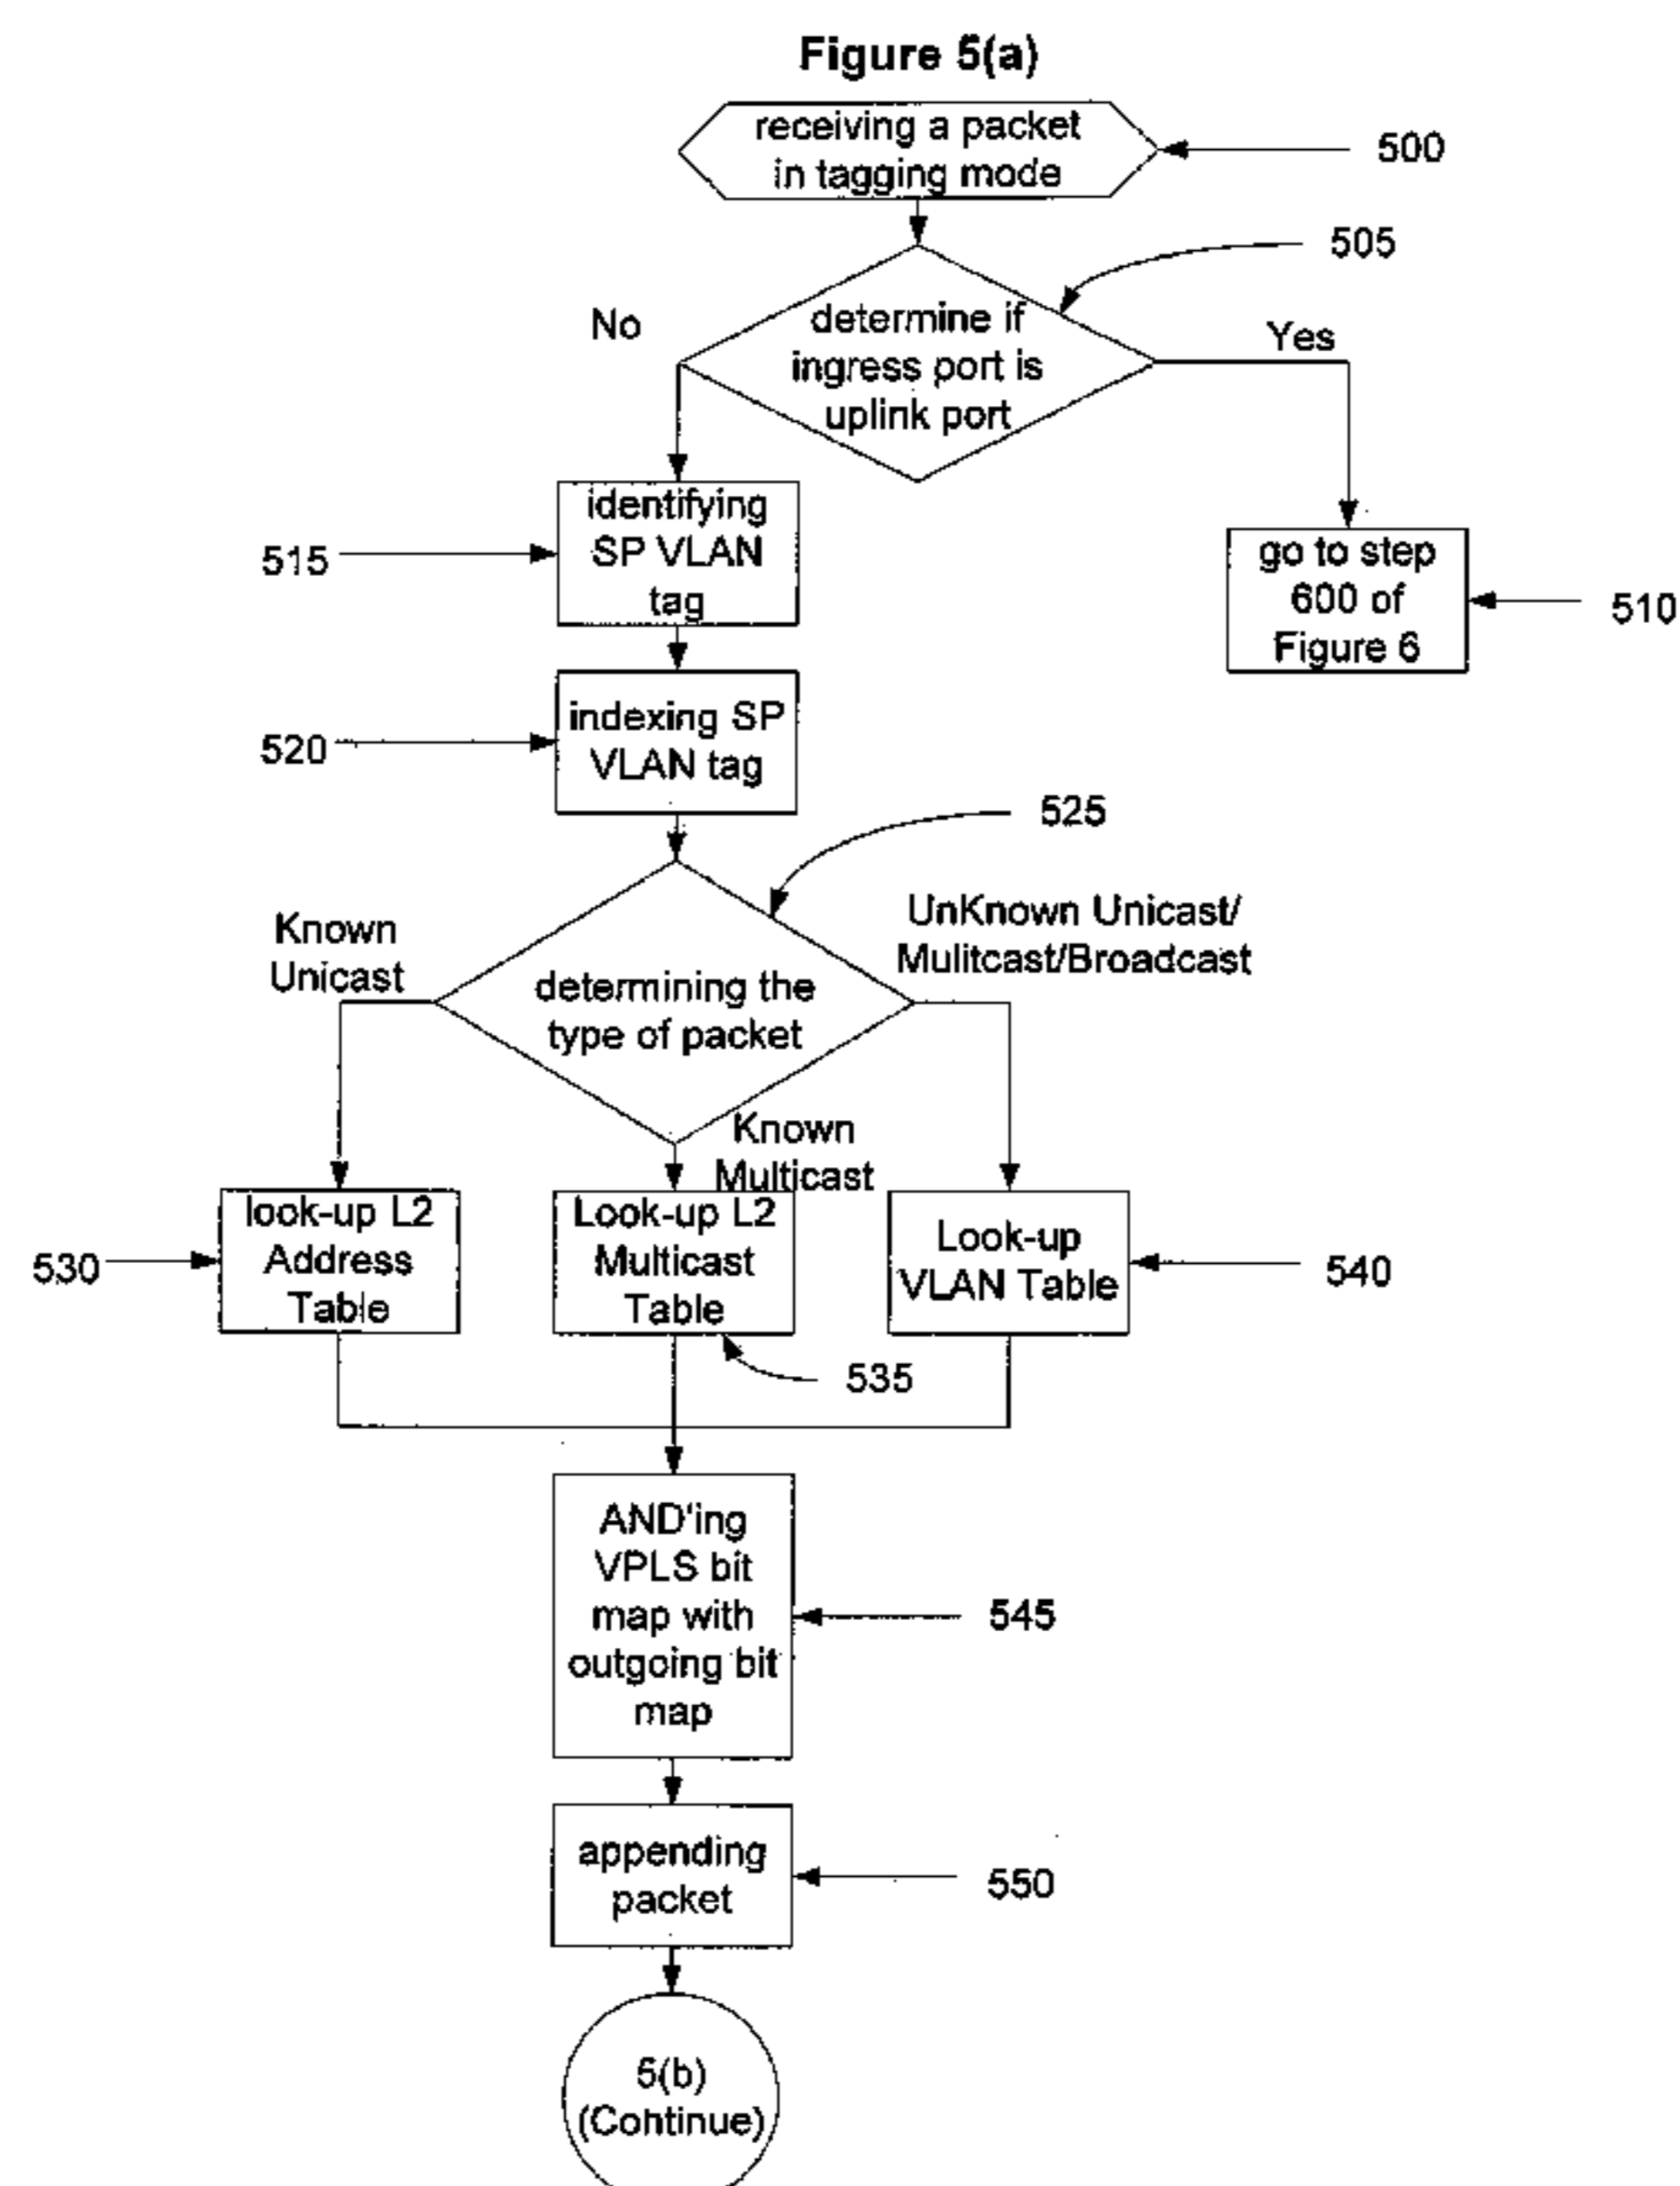 Figure 5(a)
receiving a packet
in tagging mode
500
505
No
determine if
ingress port is
uplink port
Yes
identifying
SP VLAN
tag
515
go to step
600 of
Figure 6
510
indexing SP
VLAN tag
520
525
Known
Unicast
UnKnown Unicast/
Mulitcast/Broadcast
determining the
type of packet
Known
Multicast
look-up L2
Address
Table
530
Look-up L2
Multicast
Table
535
Look-up
VLAN Table
540
AND'ing
VPLS bit
map with
outgoing bit
map
545
appending
packet
550
5(b)
(Continue)